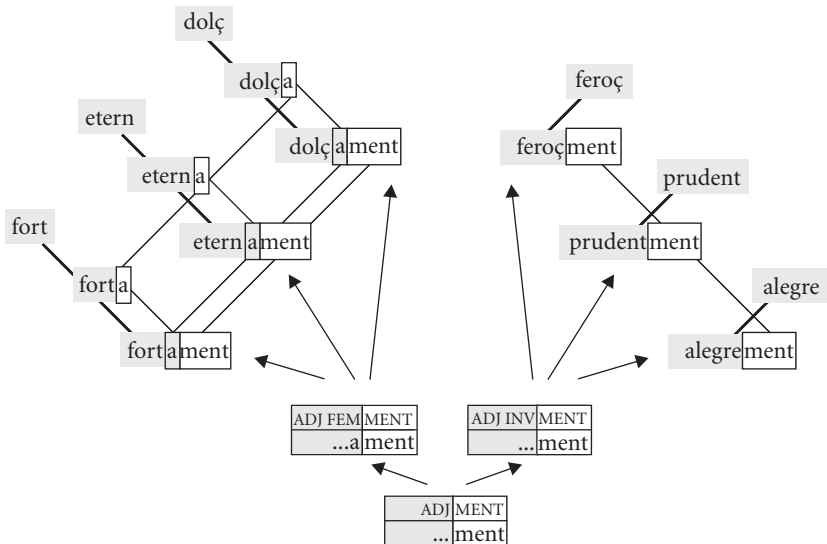 dolç
dolça
dolçament
etern
eterna
eternament
fort
forta
fortament
feroç
feroçment
prudent
prudentment
alegre
alegrement
ADJ FEM MENT
...a ment
ADJ INV MENT
... ment
ADJ MENT
... ment